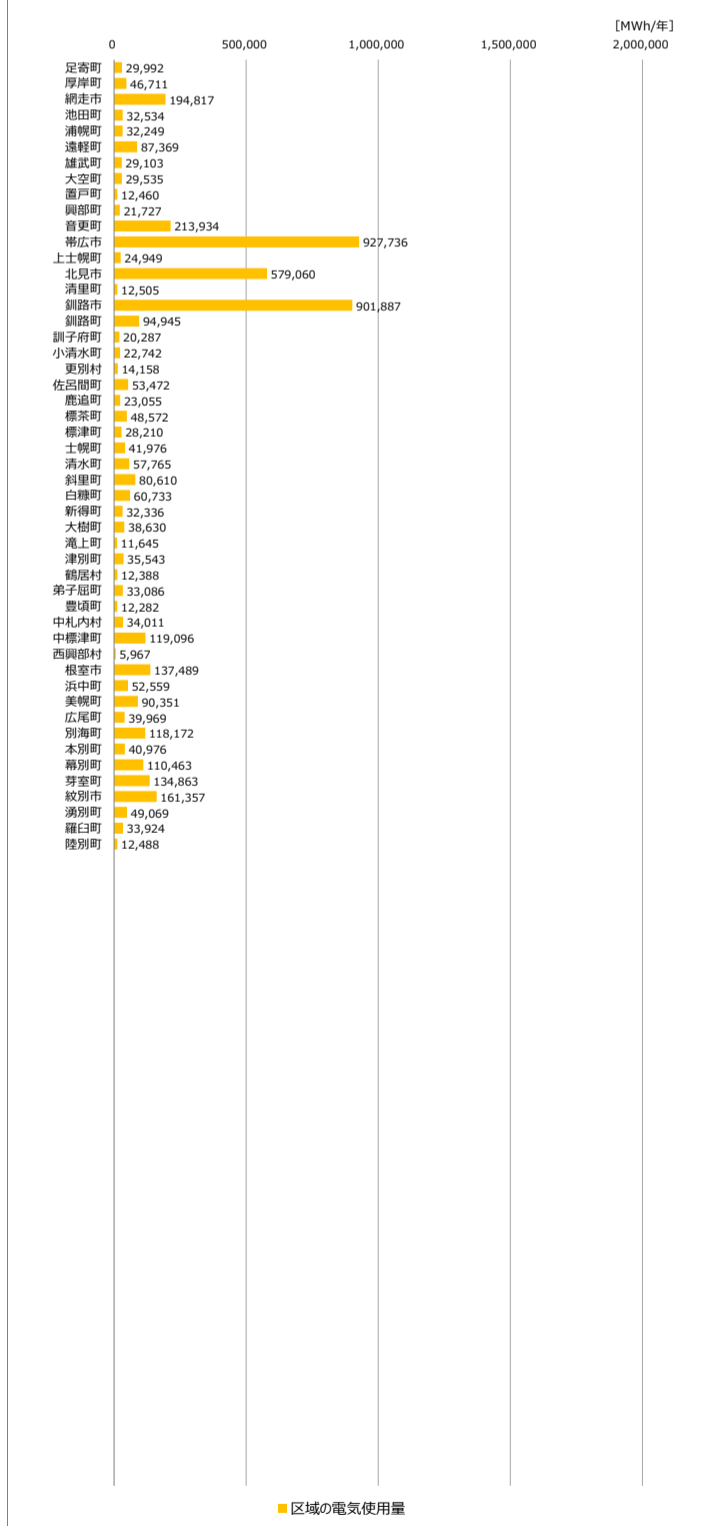 [MWh/年]
0 500,000 1,000,000 1,500,000 2,000,000
足寄町 29,992
厚岸町 46,711
網走市 194,817
池田町 32,534
浦幌町 32,249
遠軽町 87,369
雄武町 29,103
大空町 29,535
置戸町 12,460
興部町 21,727
音更町 213,934
帯広市 927,736
上士幌町 24,949
北見市 579,060
清里町 12,505
釧路市 901,887
釧路町 94,945
訓子府町 20,287
小清水町 22,742
更別村 14,158
佐呂間町 53,472
鹿追町 23,055
標茶町 48,572
標津町 28,210
士幌町 41,976
清水町 57,765
斜里町 80,610
白糠町 60,733
新得町 32,336
大樹町 38,630
滝上町 11,645
津別町 35,543
鶴居村 12,388
弟子屈町 33,086
豊頃町 12,282
中札内村 34,011
中標津町 119,096
西興部村 5,967
根室市 137,489
浜中町 52,559
美幌町 90,351
広尾町 39,969
別海町 118,172
本別町 40,976
幕別町 110,463
芽室町 134,863
紋別市 161,357
湧別町 49,069
羅臼町 33,924
陸別町 12,488
区域の電気使用量